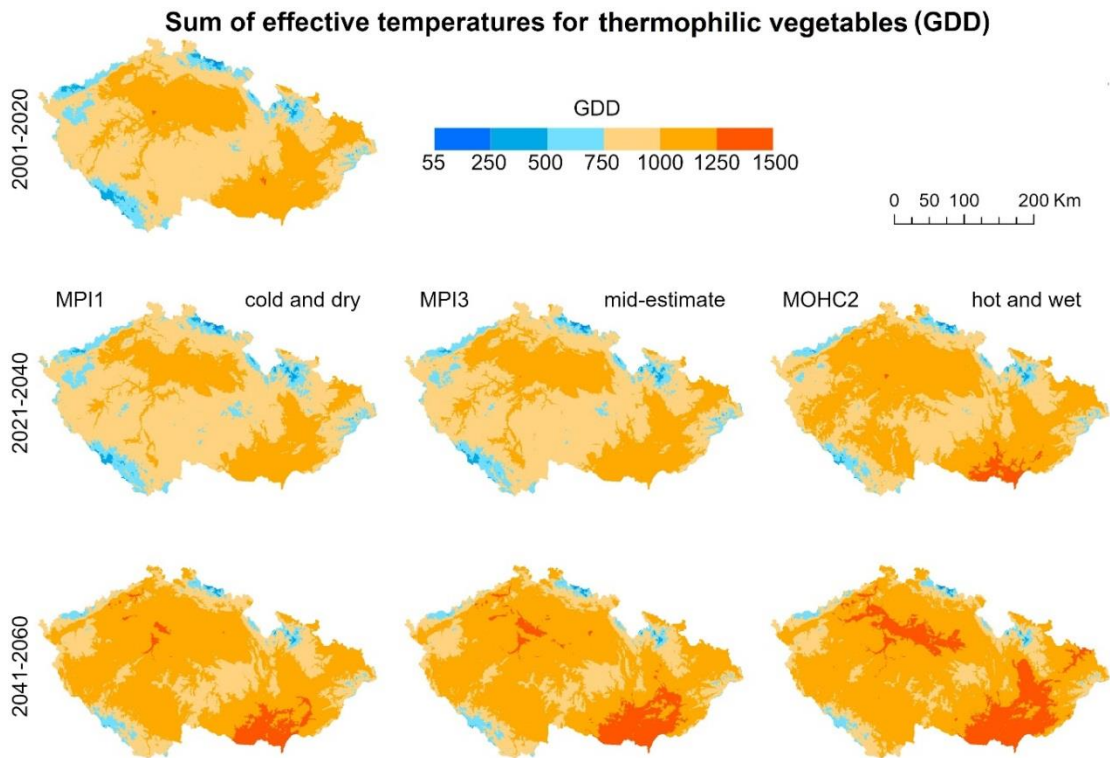 Sum of effective temperatures for thermophilic vegetables (GDD)
2001-2020
GDD
55 250 500 750 1000 1250 1500
0 50 100 200 Km
MPI1 cold and dry MPI3 mid-estimate MOHC2 hot and wet
2021-2040
2041-2060